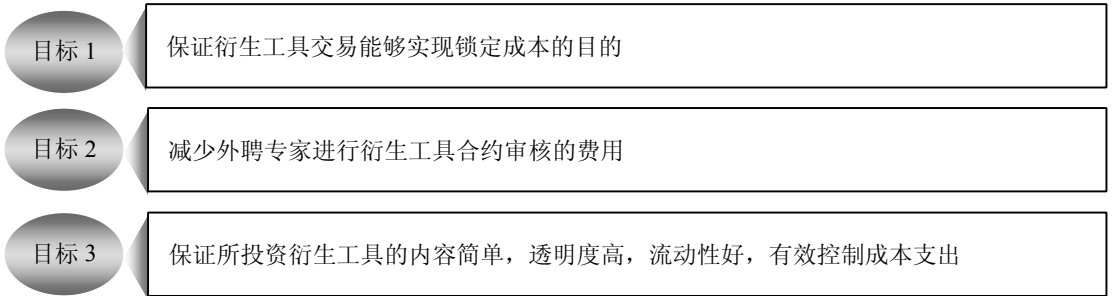 目标 1
保证衍生工具交易能够实现锁定成本的目的
目标 2
减少外聘专家进行衍生工具合约审核的费用
目标 3
保证所投资衍生工具的内容简单，透明度高，流动性好，有效控制成本支出